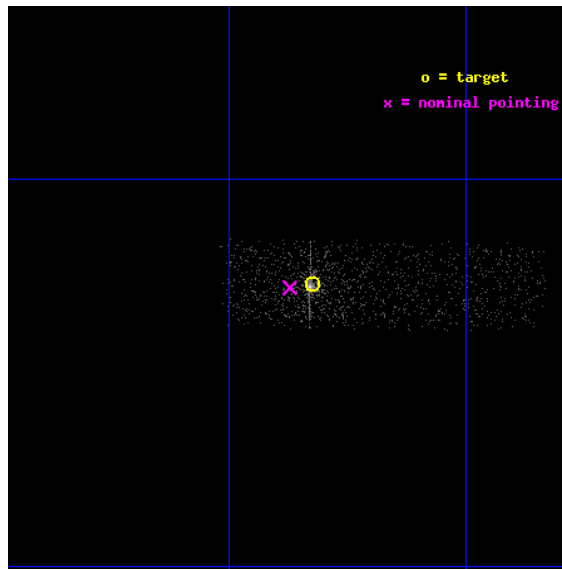 o = target
x = nominal pointing